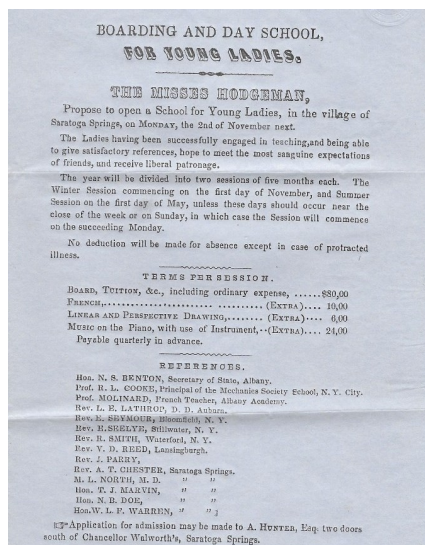 BOARDING AND DAY SCHOOL,
FOR YOUNG LADIES.
THE MISSES HODGEMAN,
Propose to open a School for Young Ladies, in the village of
Saratoga Springs, on MONDAY, the 2nd of November next.
The Ladies having been successfully engaged in teaching, and being able
to give satisfactory references, hope to meet the most sanguine expectations
of friends, and receive liberal patronage.
The year will be divided into two sessions of five months each. The
Winter Session commencing on the first day of November, and Summer
Session on the first day of May, unless these days should occur near the
close of the week or on Sunday, in which case the Session will commence
on the succeeding Monday.
No deduction will be made for absence except in case of protracted
illness.
TERMS PER SESSION.
BOARD, TUITION, &c., including ordinary expense, ......$80,00
FRENCH,.............................. (EXTRA).... 10,00
LINEAR AND PERSPECTIVE DRAWING,........ (EXTRA).... 6,00
MUSIC on the Piano, with use of Instrument,..(EXTRA).... 24,00
Payable quarterly in advance.
REFERENCES.
Hon. N. S. BENTON, Secretary of State, Albany.
Prof. R. L. COOKE, Principal of the Mechanics Society School, N. Y. City.
Prof. MOLINARD, French Teacher, Albany Academy.
Rev. L. E. LATHROP, D. D. Auburn.
Rev. E. SEYMOUR, Bloomfield, N. Y.
Rev. E. SHELYE, Stillwater, N. Y.
Rev. R. SMITH, Waterford, N. Y.
Rev. V. D. REED, Lansingburgh.
Rev. J. PARRY,
Rev. A. T. CHESTER, Saratoga Springs.
M. L. NORTH, M. D. " "
Hon. T. J. MARVIN, " "
Hon. N. B. DOE, " "
Hon. W. L. F. WARREN, " "
☞Application for admission may be made to A. HUNTER, Esq. two doors
south of Chancellor Walworth's, Saratoga Springs.